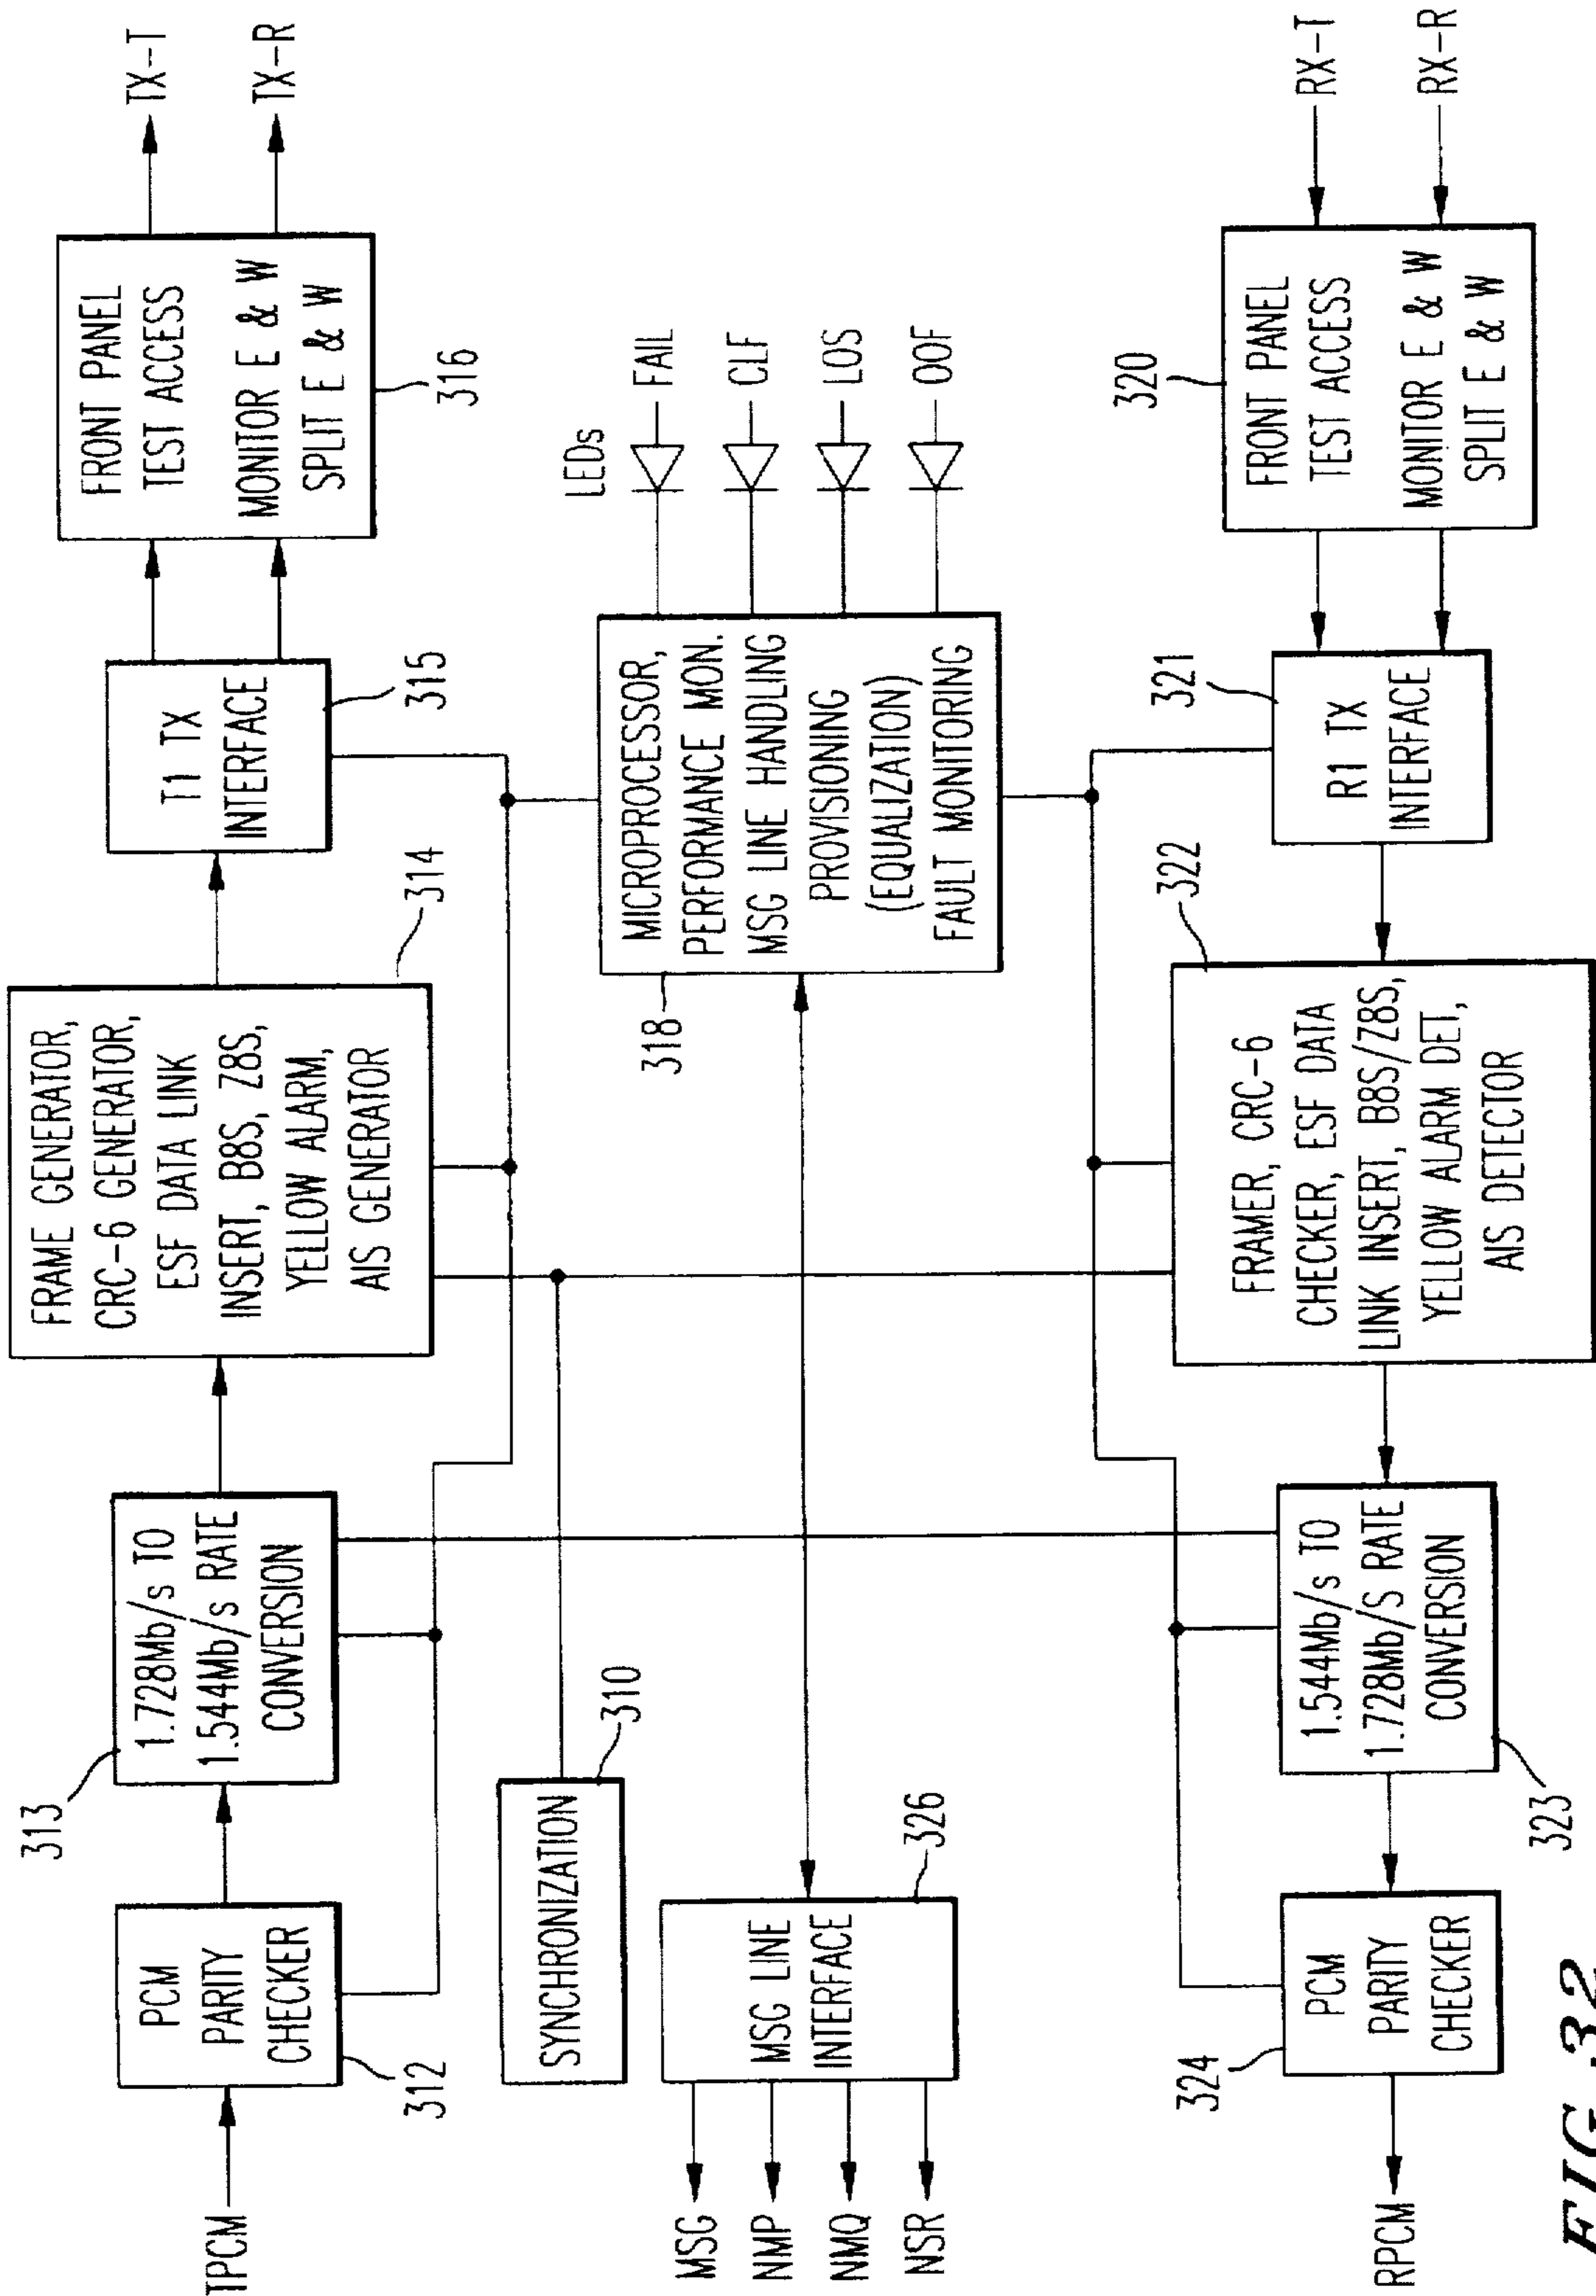 TPCM
PCM
PARITY
CHECKER
312
313
1.728Mb/s TO
1.544Mb/s RATE
CONVERSION
FRAME GENERATOR,
CRC-6 GENERATOR,
ESF DATA LINK
INSERT, B8S, Z8S,
YELLOW ALARM,
AIS GENERATOR
314
T1 TX
INTERFACE
315
FRONT PANEL
TEST ACCESS
MONITOR E & W
SPLIT E & W
316
TX-T
TX-R
SYNCHRONIZATION
310
MSG
NMP
NMQ
NSR
MSG LINE
INTERFACE
326
318
MICROPROCESSOR,
PERFORMANCE MON.
MSG LINE HANDLING
PROVISIONING
(EQUALIZATION)
FAULT MONITORING
LEDs
FAIL
CLF
LOS
OOF
RPCM
324
PCM
PARITY
CHECKER
1.544Mb/s TO
1.728Mb/S RATE
CONVERSION
323
322
FRAMER, CRC-6
CHECKER, ESF DATA
LINK INSERT, B8S/Z8S,
YELLOW ALARM DET,
AIS DETECTOR
321
R1 TX
INTERFACE
320
FRONT PANEL
TEST ACCESS
MONITOR E & W
SPLIT E & W
RX-T
RX-R
FIG. 32